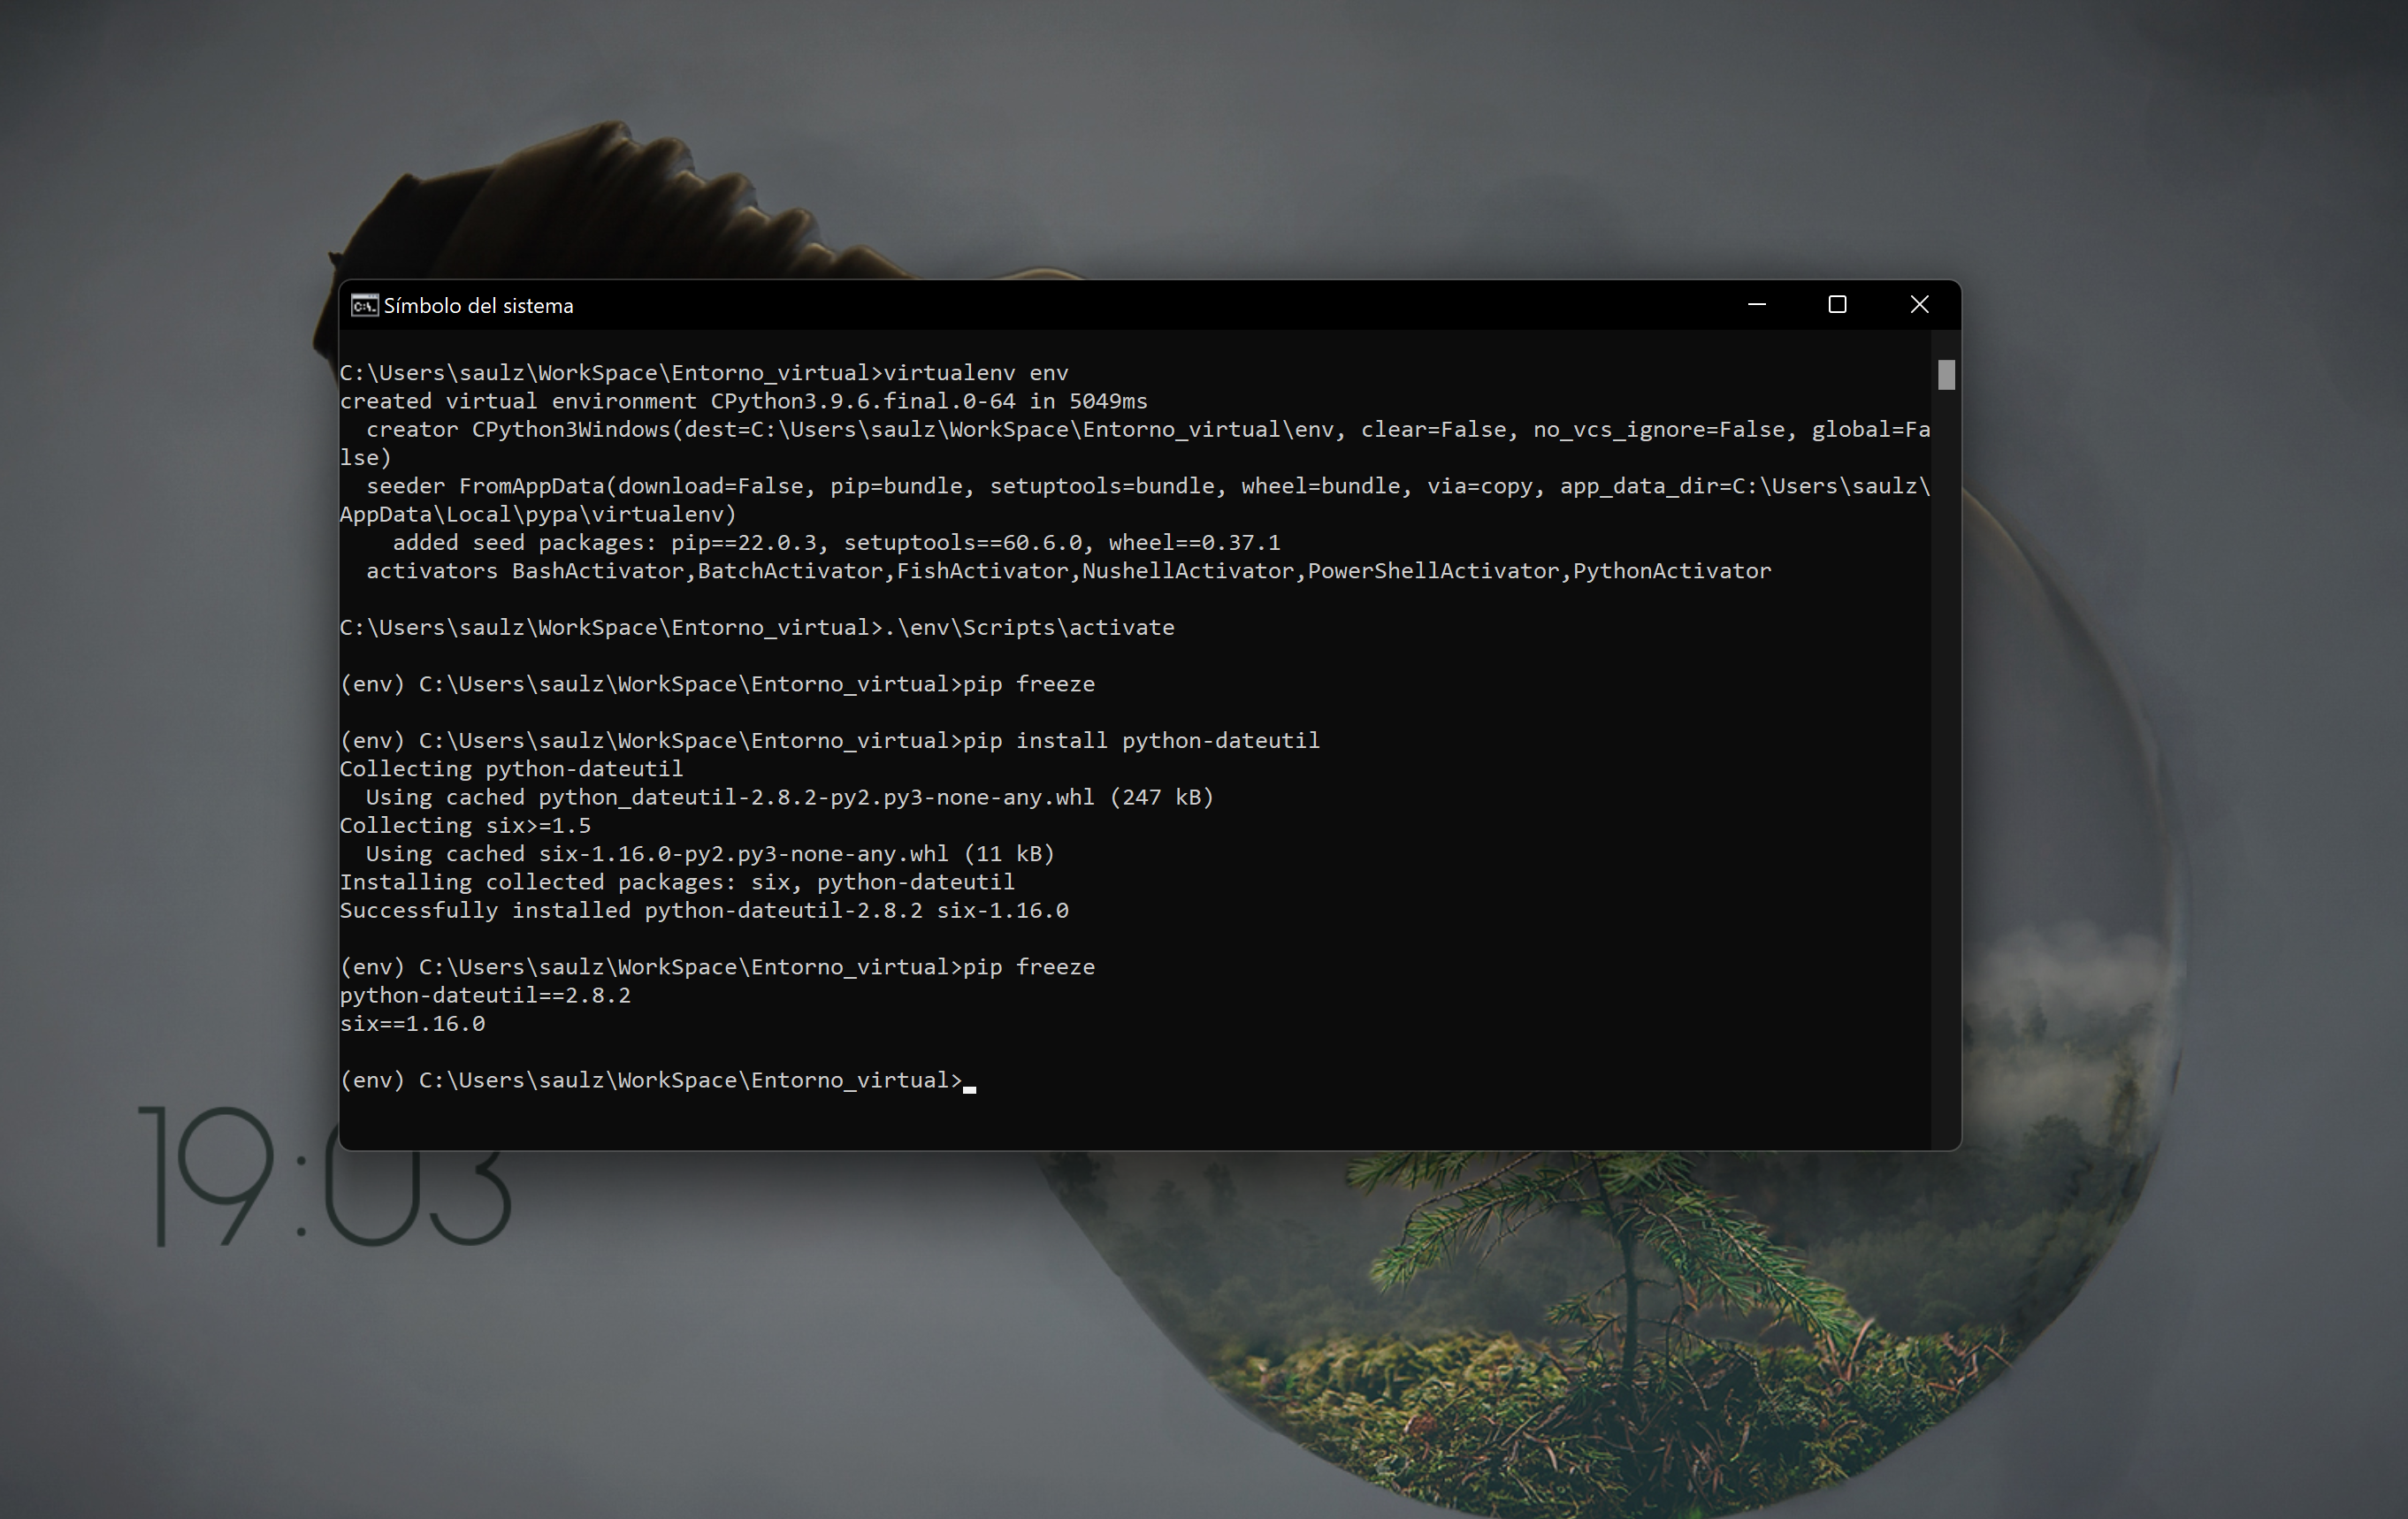 Símbolo del sistema
C:\Users\saulz\WorkSpace\Entorno_virtual>virtualenv env
created virtual environment CPython3.9.6.final.0-64 in 5049ms
  creator CPython3Windows(dest=C:\Users\saulz\WorkSpace\Entorno_virtual\env, clear=False, no_vcs_ignore=False, global=Fa
lse)
  seeder FromAppData(download=False, pip=bundle, setuptools=bundle, wheel=bundle, via=copy, app_data_dir=C:\Users\saulz\
AppData\Local\pypa\virtualenv)
    added seed packages: pip==22.0.3, setuptools==60.6.0, wheel==0.37.1
  activators BashActivator,BatchActivator,FishActivator,NushellActivator,PowerShellActivator,PythonActivator
C:\Users\saulz\WorkSpace\Entorno_virtual>.\env\Scripts\activate
(env) C:\Users\saulz\WorkSpace\Entorno_virtual>pip freeze
(env) C:\Users\saulz\WorkSpace\Entorno_virtual>pip install python-dateutil
Collecting python-dateutil
  Using cached python_dateutil-2.8.2-py2.py3-none-any.whl (247 kB)
Collecting six>=1.5
  Using cached six-1.16.0-py2.py3-none-any.whl (11 kB)
Installing collected packages: six, python-dateutil
Successfully installed python-dateutil-2.8.2 six-1.16.0
(env) C:\Users\saulz\WorkSpace\Entorno_virtual>pip freeze
python-dateutil==2.8.2
six==1.16.0
(env) C:\Users\saulz\WorkSpace\Entorno_virtual>
19:03